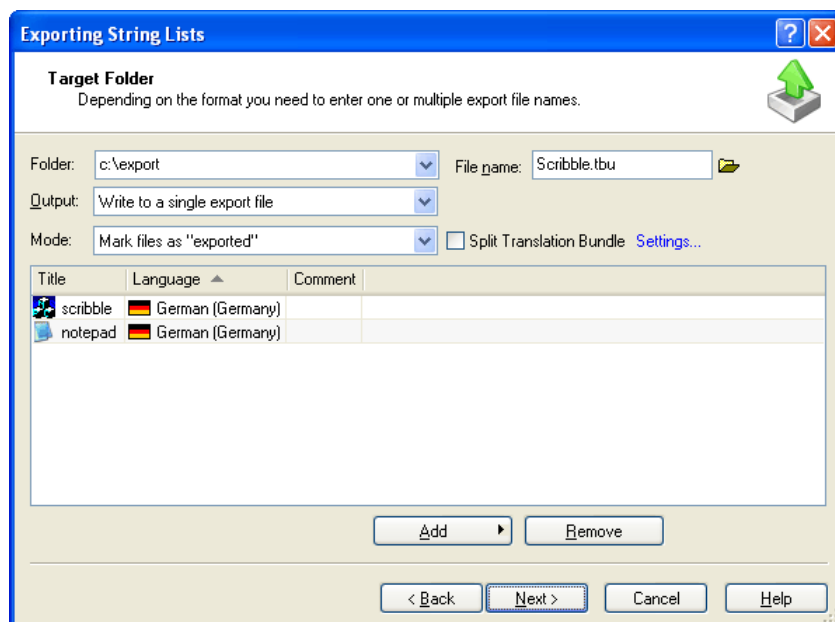 Exporting String Lists
Target Folder
Depending on the format you need to enter one or multiple export file names.
Folder: c:\export File name: Scribble.tbu
Output: Write to a single export file
Mode: Mark files as "exported" Split Translation Bundle Settings...
Title Language Comment
scribble German (Germany)
notepad German (Germany)
Add Remove
< Back Next > Cancel Help